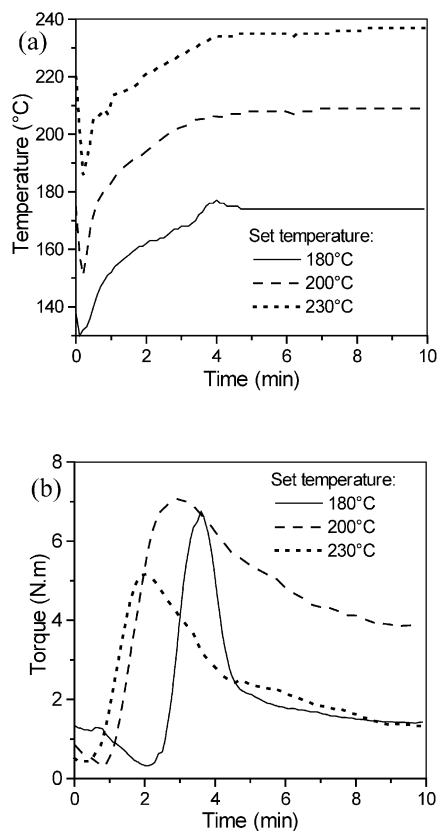 (a)
240
220
200
180
160
140
Temperature (°C)
Set temperature:
180°C
200°C
230°C
0
2
4
6
8
10
Time (min)
(b)
8
6
4
2
0
Torque (N.m)
Set temperature:
180°C
200°C
230°C
0
2
4
6
8
10
Time (min)